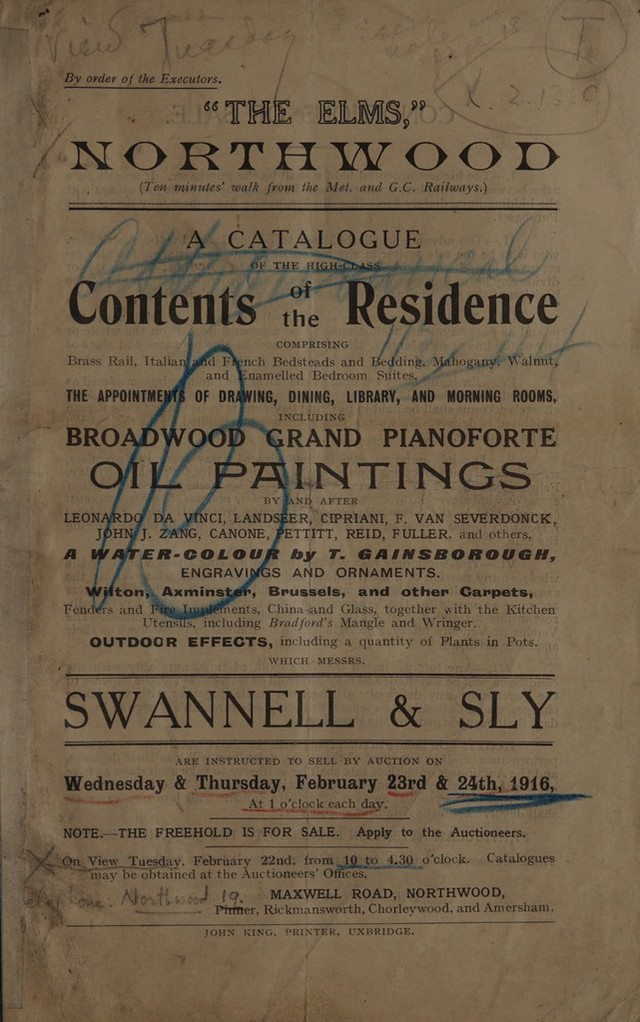 View Tuesday
T
By order of the Executors.
"THE ELMS,"
NORTHWOOD
(Ten minutes' walk from the Met. and G.C. Railways.)
A CATALOGUE
OF THE HIGH-CLASS
Contents of the Residence
COMPRISING
Brass Rail, Italian and French Bedsteads and Bedding, Mahogany, Walnut,
and Enamelled Bedroom Suites.
THE APPOINTMENTS OF DRAWING, DINING, LIBRARY, AND MORNING ROOMS,
INCLUDING
BROADWOOD GRAND PIANOFORTE
OIL PAINTINGS
BY AND AFTER
LEONARDO DA VINCI, LANDSEER, CIPRIANI, F. VAN SEVERDONCK,
JOHN J. ZANG, CANONE, PETTITT, REID, FULLER, and others,
A WATER-COLOUR by T. GAINSBOROUGH,
ENGRAVINGS AND ORNAMENTS.
Wilton, Axminster, Brussels, and other Carpets,
Fenders and Fire Implements, China and Glass, together with the Kitchen
Utensils, including Bradford's Mangle and Wringer.
OUTDOOR EFFECTS, including a quantity of Plants in Pots.
WHICH MESSRS.
SWANNELL & SLY
ARE INSTRUCTED TO SELL BY AUCTION ON
Wednesday & Thursday, February 23rd & 24th, 1916,
At 1 o'clock each day.
NOTE.—THE FREEHOLD IS FOR SALE. Apply to the Auctioneers.
On View Tuesday, February 22nd, from 10 to 4.30 o'clock. Catalogues
may be obtained at the Auctioneers' Offices,
Northwood 19. MAXWELL ROAD, NORTHWOOD,
Pinner, Rickmansworth, Chorleywood, and Amersham.
JOHN KING, PRINTER, UXBRIDGE.